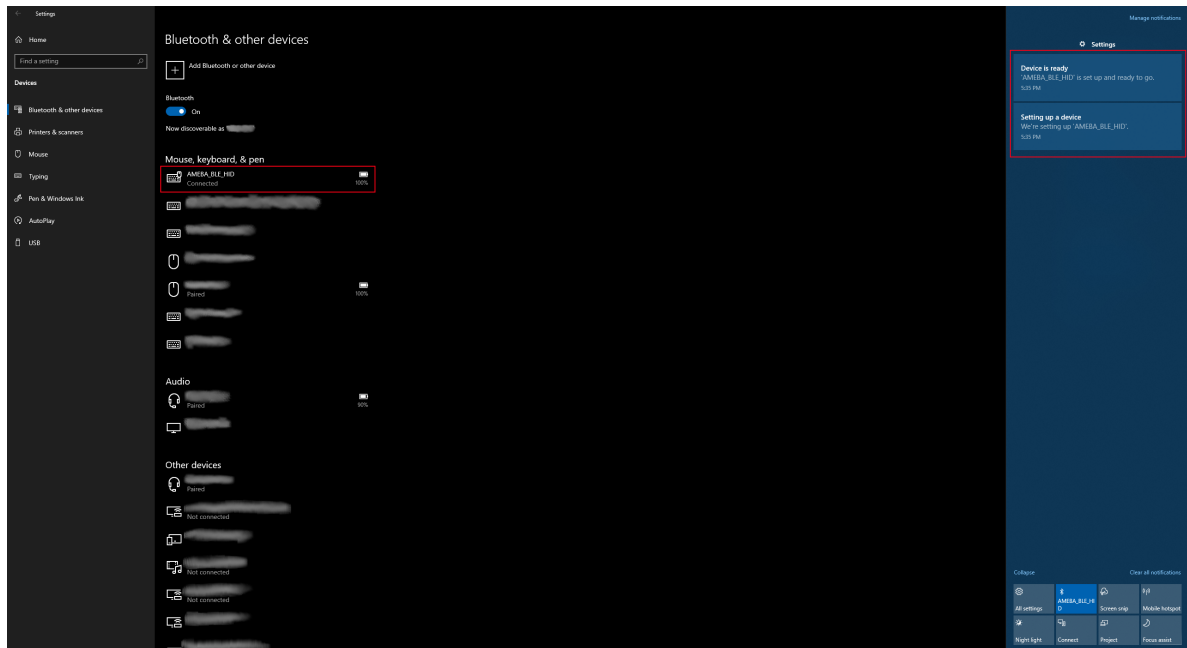 Settings
Home
Find a setting
Devices
Bluetooth & other devices
Printers & scanners
Mouse
Typing
Pen & Windows Ink
AutoPlay
USB
Bluetooth & other devices
Add Bluetooth or other device
Bluetooth
On
Now discoverable as
Mouse, keyboard, & pen
AMEBA_BLE_HID
Connected
100%
Paired
100%
Audio
Paired
90%
Other devices
Paired
Not connected
Not connected
Not connected
Manage notifications
Settings
Device is ready
'AMEBA_BLE_HID' is set up and ready to go.
5:35 PM
Setting up a device
We're setting up 'AMEBA_BLE_HID'.
5:35 PM
Collapse
Clear all notifications
All settings
AMEBA_BLE_HI
D
Screen snip
Mobile hotspot
Night light
Connect
Project
Focus assist